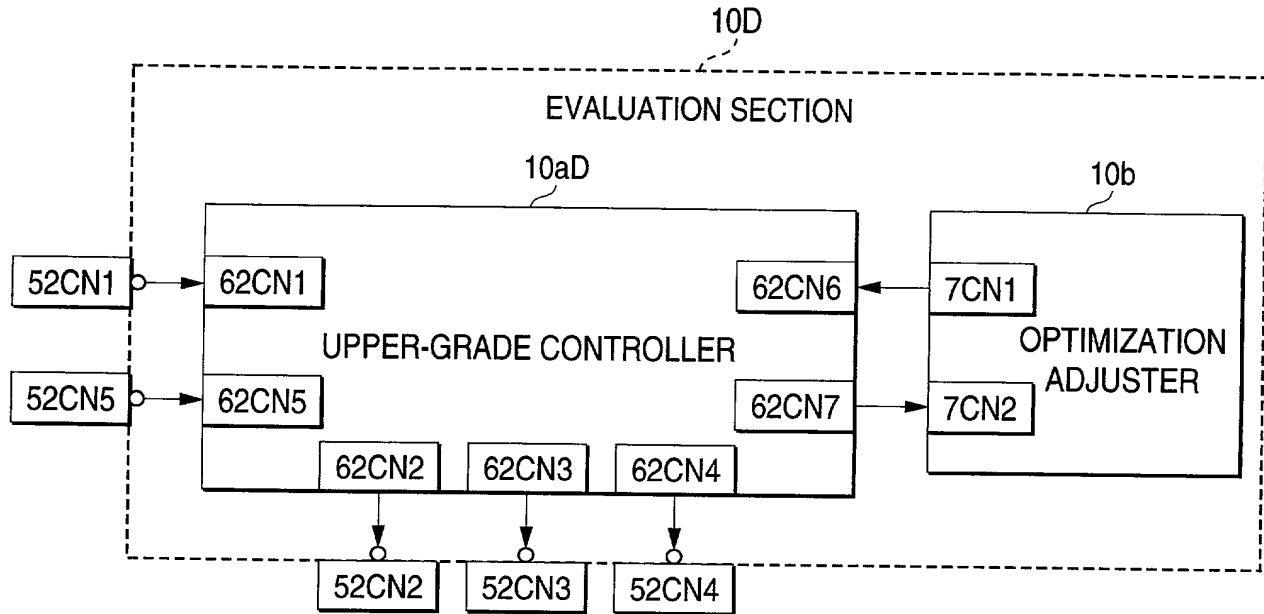 10D
EVALUATION SECTION
10aD
10b
52CN1
62CN1
62CN6
7CN1
UPPER-GRADE CONTROLLER
OPTIMIZATION
ADJUSTER
52CN5
62CN5
62CN7
7CN2
62CN2
62CN3
62CN4
52CN2
52CN3
52CN4